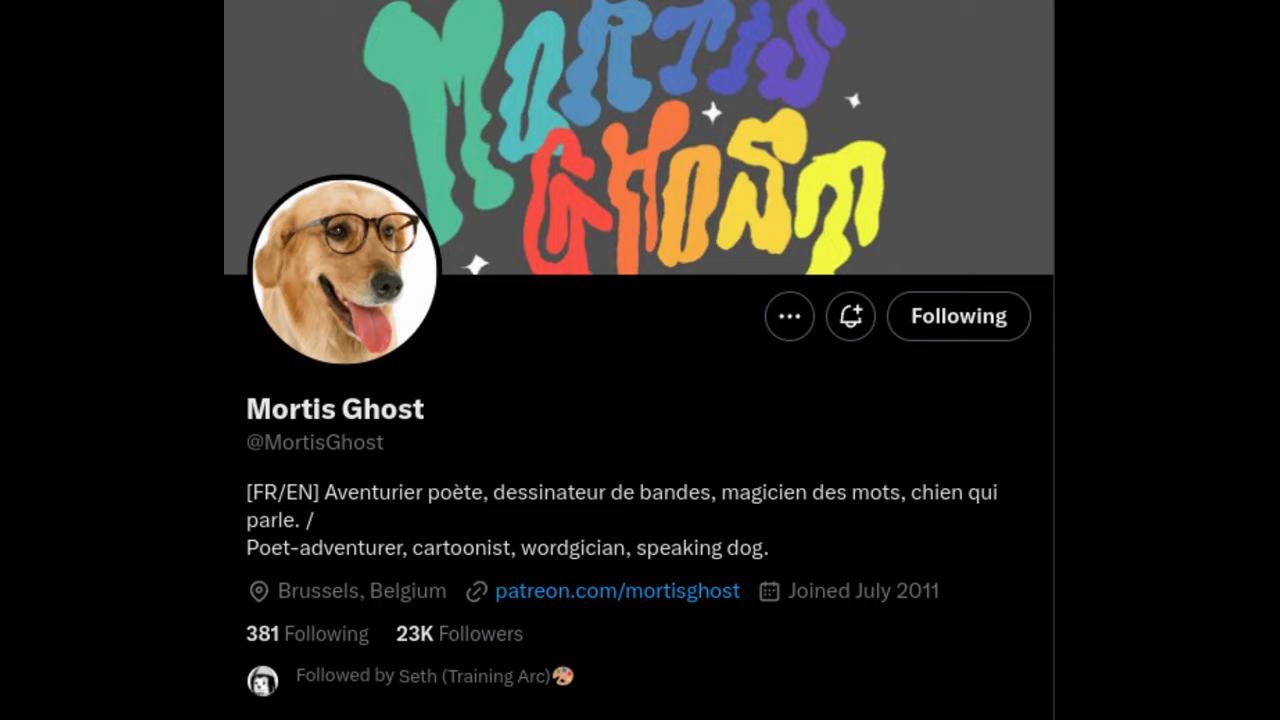 MORTIS
GHOST
Following
Mortis Ghost
@MortisGhost
[FR/EN] Aventurier poète, dessinateur de bandes, magicien des mots, chien qui
parle. /
Poet-adventurer, cartoonist, wordgician, speaking dog.
Brussels, Belgium patreon.com/mortisghost Joined July 2011
381 Following 23K Followers
Followed by Seth (Training Arc)🎨